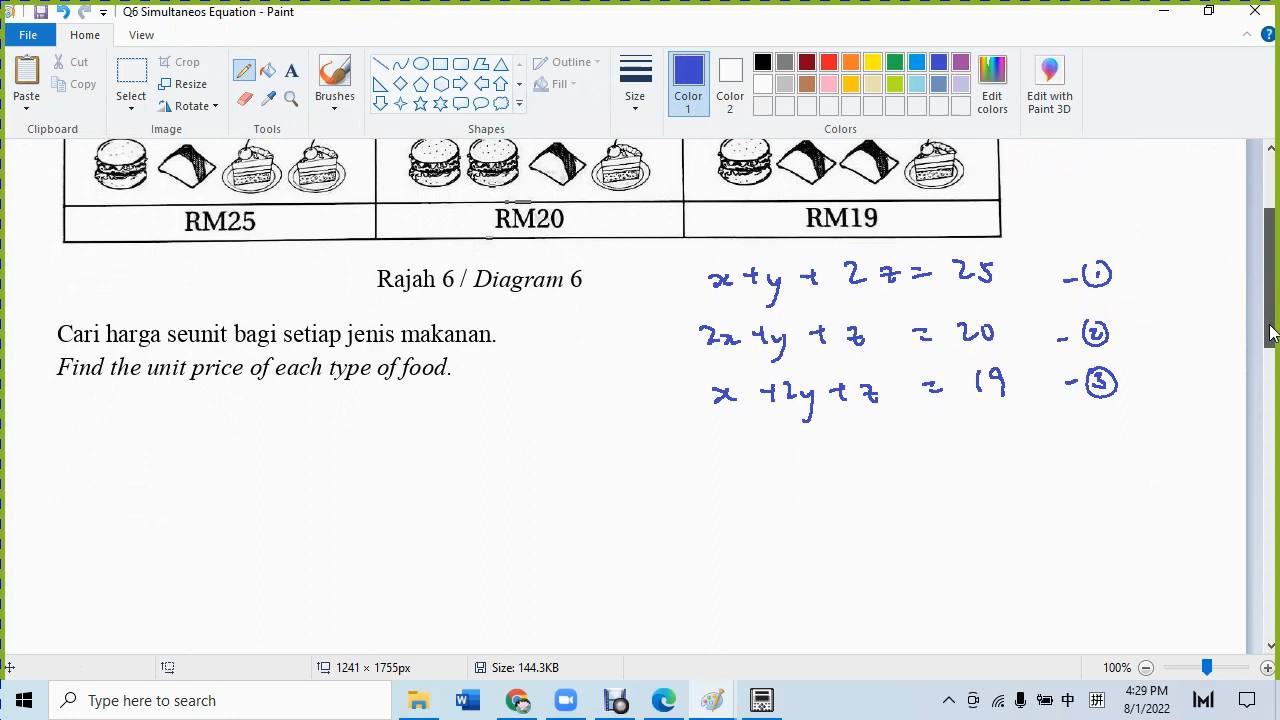 Q6 Simultaneos Equation - Paint
File Home View
Paste
Cut
Copy
Clipboard
Select
Crop
Resize
Rotate
Image
A
Tools
Brushes
Outline
Fill
Shapes
Size
Color 1
Color 2
Edit colors
Colors
Edit with Paint 3D
RM25 RM20 RM19
Rajah 6 / Diagram 6
Cari harga seunit bagi setiap jenis makanan.
Find the unit price of each type of food.
x + y + 2z = 25 - ①
2x + y + z = 20 - ②
x + 2y + z = 19 - ③
1241 × 1755px
Size: 144.3KB
100%
Type here to search
中
拼
4:29 PM
8/1/2022